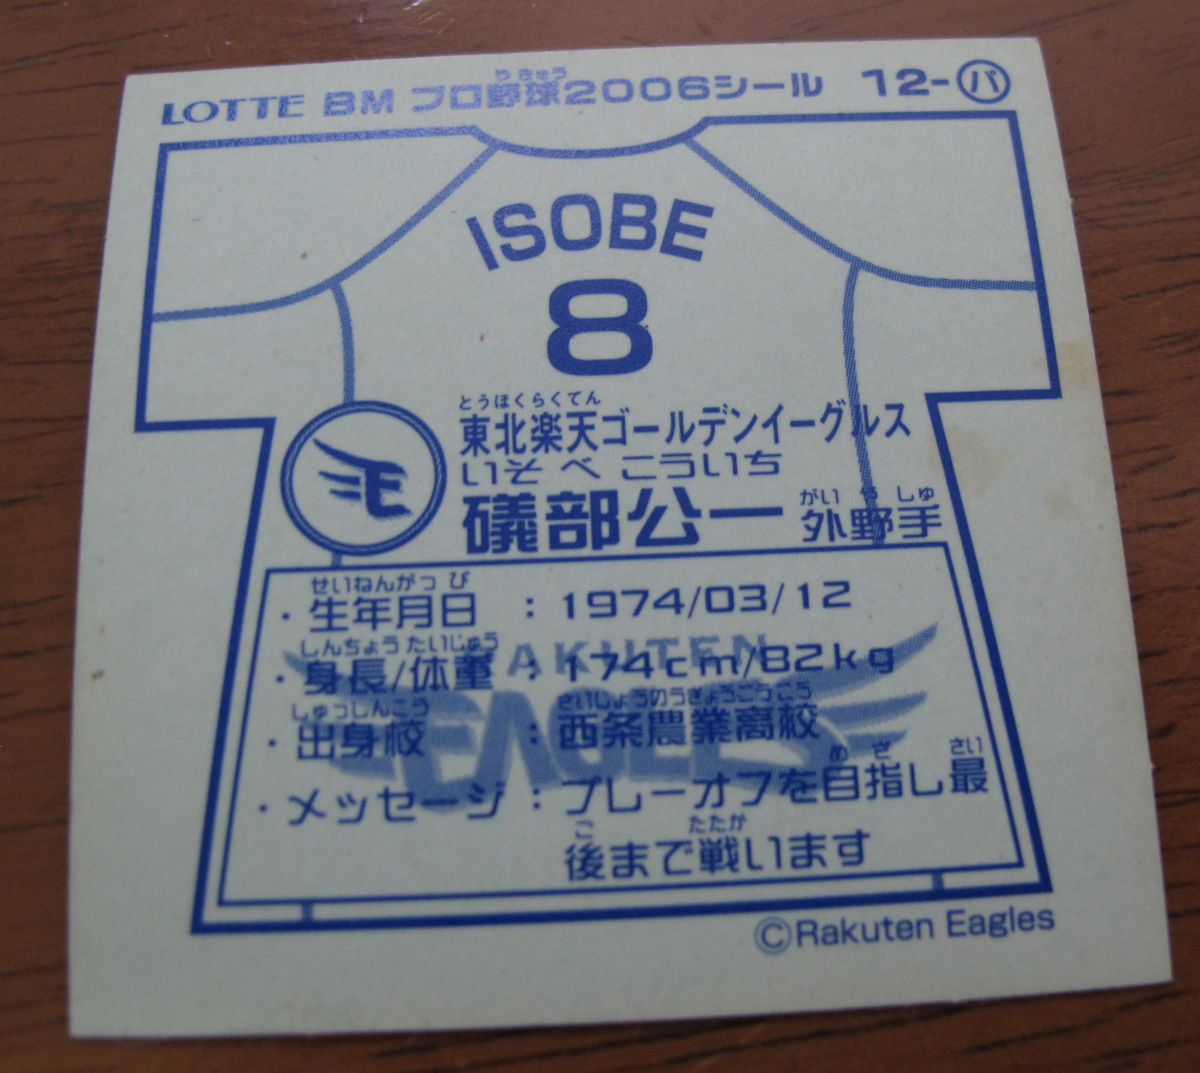 LOTTE BM プロ野球2006シール 12-パ
やきゅう
ISOBE
8
とうほくらくてん
東北楽天ゴールデンイーグルス
いそべ こういち
礒部公一 外野手
がいやしゅ
せいねんがっぴ
・生年月日 : 1974/03/12
しんちょう たいじゅう
・身長/体重 : 174cm/82kg
RAKUTEN
EAGLES
しゅっしんこう
さいじょうのうぎょうこうこう
・出身校 : 西条農業高校
めざ さい
・メッセージ : プレーオフを目指し最
ご たたか
後まで戦います
©Rakuten Eagles